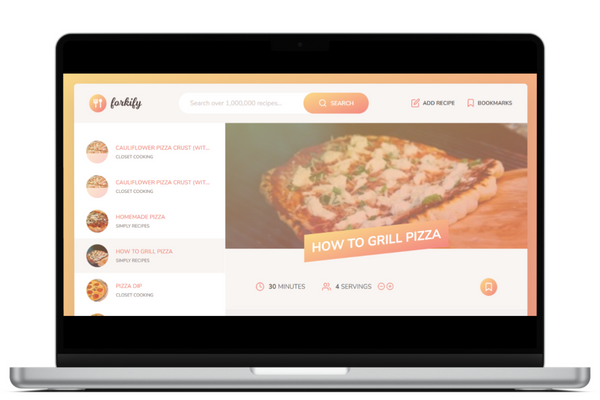 forkify
Search over 1,000,000 recipes...
SEARCH
ADD RECIPE
BOOKMARKS
CAULIFLOWER PIZZA CRUST (WIT...
CLOSET COOKING
CAULIFLOWER PIZZA CRUST (WIT...
CLOSET COOKING
HOMEMADE PIZZA
SIMPLY RECIPES
HOW TO GRILL PIZZA
SIMPLY RECIPES
PIZZA DIP
CLOSET COOKING
HOW TO GRILL PIZZA
30 MINUTES
4 SERVINGS